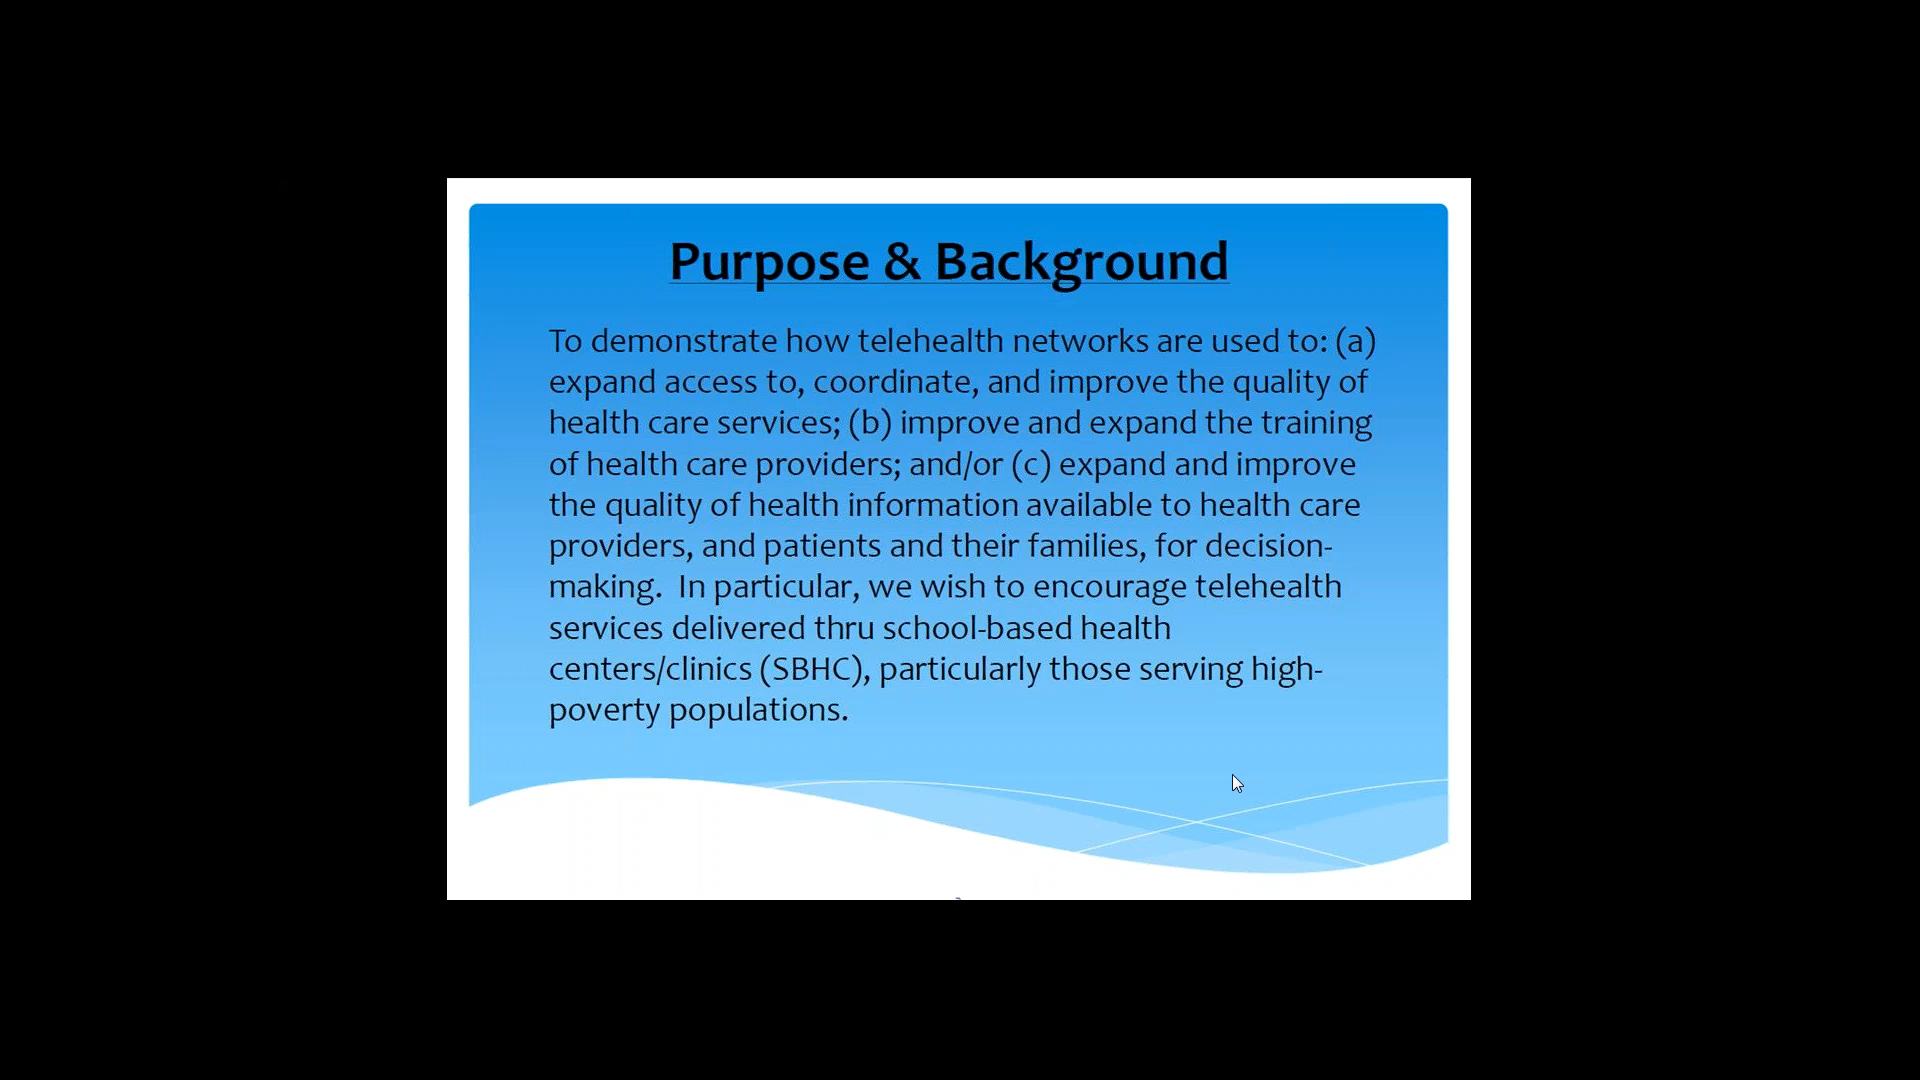 Purpose & Background
To demonstrate how telehealth networks are used to: (a)
expand access to, coordinate, and improve the quality of
health care services; (b) improve and expand the training
of health care providers; and/or (c) expand and improve
the quality of health information available to health care
providers, and patients and their families, for decision-
making.  In particular, we wish to encourage telehealth
services delivered thru school-based health
centers/clinics (SBHC), particularly those serving high-
poverty populations.